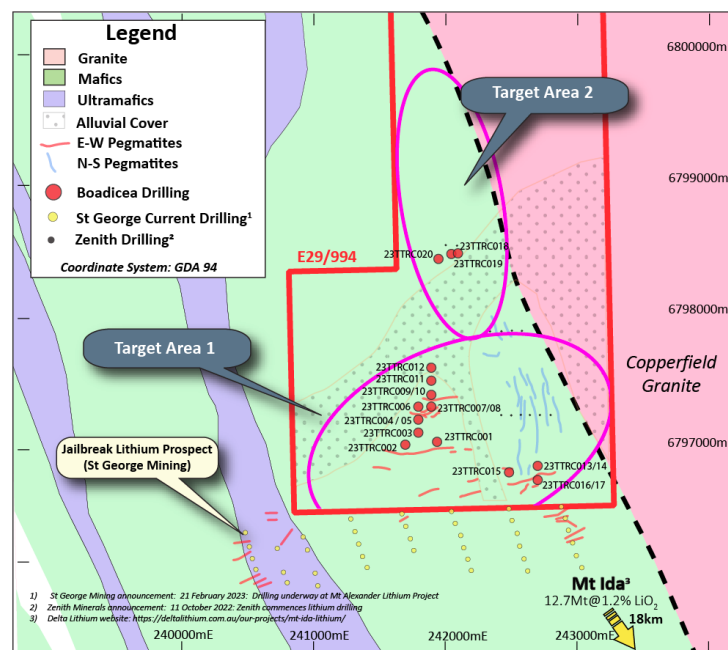 Legend
Granite
Mafics
Ultramafics
Alluvial Cover
E-W Pegmatites
N-S Pegmatites
Boadicea Drilling
St George Current Drilling¹
Zenith Drilling²
Coordinate System: GDA 94
6800000m
Target Area 2
6799000m
E29/994
23TTRC018
23TTRC020
23TTRC019
6798000m
Target Area 1
Copperfield
Granite
23TTRC012
23TTRC011
23TTRC009/10
23TTRC006
23TTRC007/08
23TTRC004 / 05
23TTRC003
23TTRC001
23TTRC002
6797000m
Jailbreak Lithium Prospect
(St George Mining)
23TTRC015
23TTRC013/14
23TTRC016/17
Mt Ida³
12.7Mt@1.2% LiO₂
18km
1) St George Mining announcement: 21 February 2023: Drilling underway at Mt Alexander Lithium Project
2) Zenith Minerals announcement: 11 October 2022: Zenith commences lithium drilling
3) Delta Lithium website: https://deltalithium.com.au/our-projects/mt-ida-lithium/
240000mE
241000mE
242000mE
243000mE